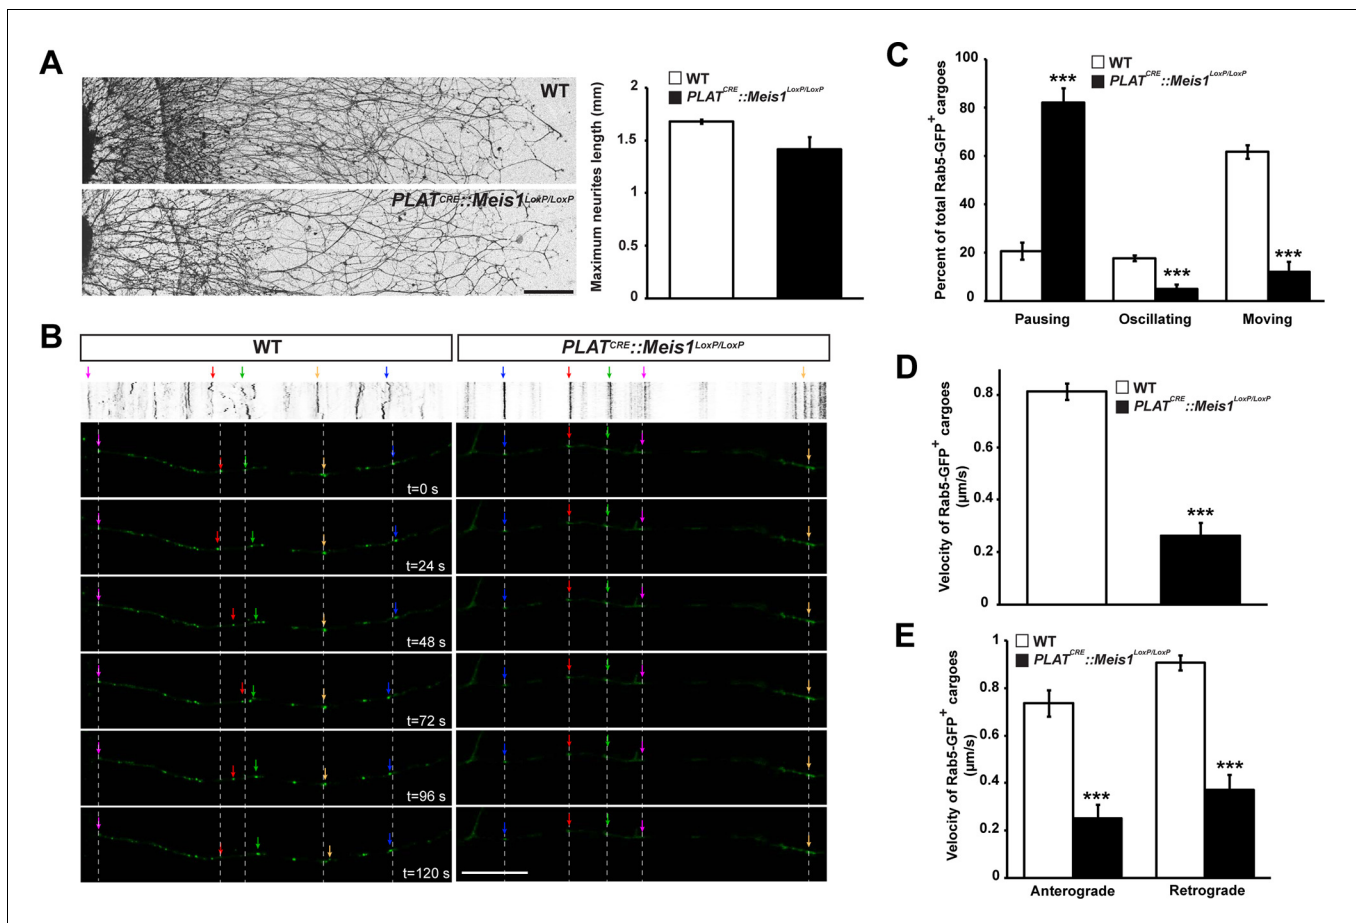 A
WT
PLATCRE::Meis1LoxP/LoxP
Maximum neurites length (mm)
2
1.5
1
0.5
0
WT
PLATCRE::Meis1LoxP/LoxP
B
WT
PLATCRE::Meis1LoxP/LoxP
t=0 s
t=24 s
t=48 s
t=72 s
t=96 s
t=120 s
C
Percent of total Rab5-GFP+ cargoes
100
80
60
40
20
0
WT
PLATCRE::Meis1LoxP/LoxP
***
***
***
Pausing
Oscillating
Moving
D
Velocity of Rab5-GFP+ cargoes
(µm/s)
0.8
0.6
0.4
0.2
0
WT
PLATCRE::Meis1LoxP/LoxP
***
E
Velocity of Rab5-GFP+ cargoes
(µm/s)
1
0.8
0.6
0.4
0.2
0
WT
PLATCRE::Meis1LoxP/LoxP
***
***
Anterograde
Retrograde